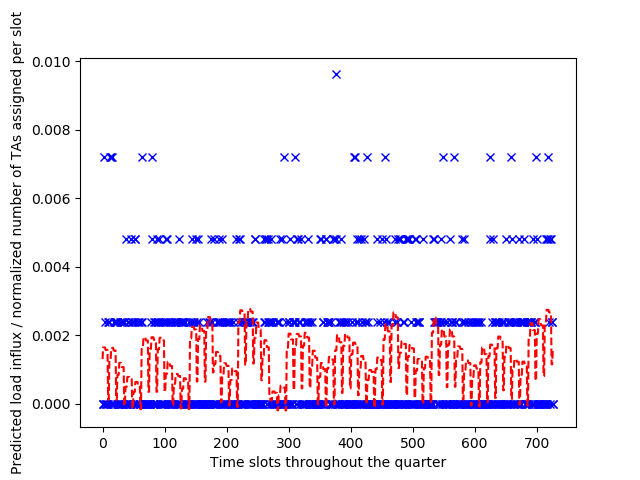 Predicted load influx / normalized number of TAs assigned per slot
0.010
0.008
0.006
0.004
0.002
0.000
0 100 200 300 400 500 600 700
Time slots throughout the quarter